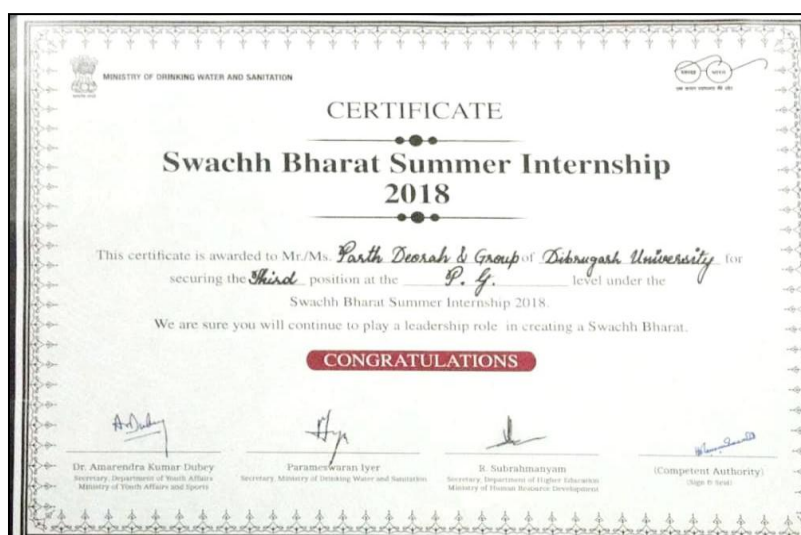 MINISTRY OF DRINKING WATER AND SANITATION
CERTIFICATE
Swachh Bharat Summer Internship
2018
This certificate is awarded to Mr./Ms. Parth Deorah & Group of Dibrugarh University for
securing the Third position at the P. G. level under the
Swachh Bharat Summer Internship 2018.
We are sure you will continue to play a leadership role in creating a Swachh Bharat.
CONGRATULATIONS
Dr. Amarendra Kumar Dubey
Secretary, Department of Youth Affairs
Ministry of Youth Affairs and Sports
Parameswaran Iyer
Secretary, Ministry of Drinking Water and Sanitation
R. Subrahmanyam
Secretary, Department of Higher Education
Ministry of Human Resource Development
(Competent Authority)
(Sign & Seal)